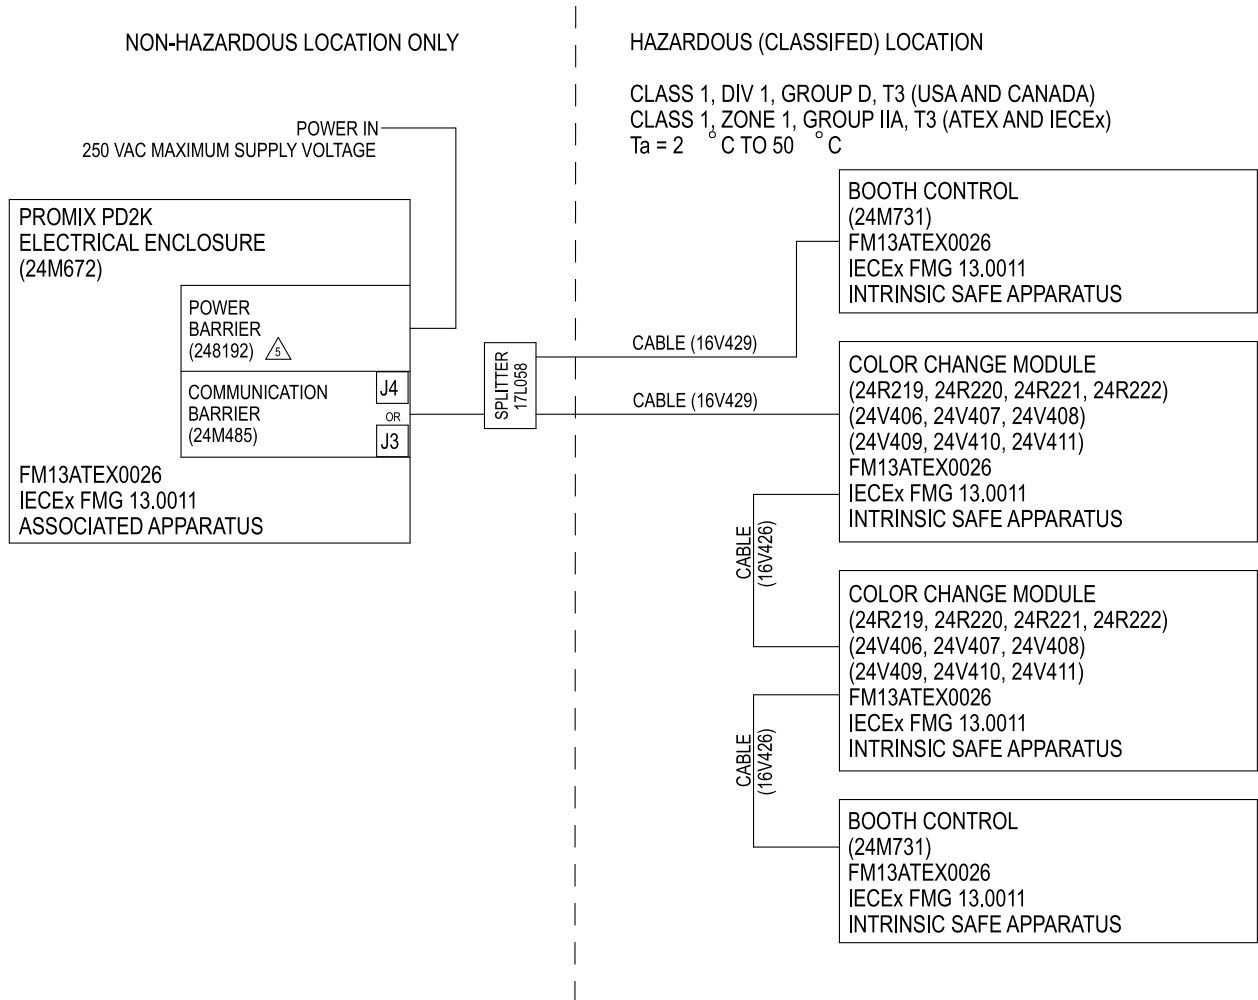 NON-HAZARDOUS LOCATION ONLY
POWER IN
250 VAC MAXIMUM SUPPLY VOLTAGE
PROMIX PD2K
ELECTRICAL ENCLOSURE
(24M672)
POWER
BARRIER
(248192) 5
COMMUNICATION
BARRIER
(24M485)
J4
OR
J3
FM13ATEX0026
IECEx FMG 13.0011
ASSOCIATED APPARATUS
SPLITTER
17L058
HAZARDOUS (CLASSIFED) LOCATION
CLASS 1, DIV 1, GROUP D, T3 (USA AND CANADA)
CLASS 1, ZONE 1, GROUP IIA, T3 (ATEX AND IECEx)
Ta = 2 °C TO 50 °C
CABLE (16V429)
CABLE (16V429)
BOOTH CONTROL
(24M731)
FM13ATEX0026
IECEx FMG 13.0011
INTRINSIC SAFE APPARATUS
COLOR CHANGE MODULE
(24R219, 24R220, 24R221, 24R222)
(24V406, 24V407, 24V408)
(24V409, 24V410, 24V411)
FM13ATEX0026
IECEx FMG 13.0011
INTRINSIC SAFE APPARATUS
CABLE
(16V426)
COLOR CHANGE MODULE
(24R219, 24R220, 24R221, 24R222)
(24V406, 24V407, 24V408)
(24V409, 24V410, 24V411)
FM13ATEX0026
IECEx FMG 13.0011
INTRINSIC SAFE APPARATUS
CABLE
(16V426)
BOOTH CONTROL
(24M731)
FM13ATEX0026
IECEx FMG 13.0011
INTRINSIC SAFE APPARATUS